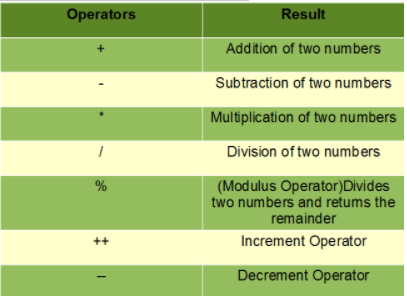 Operators Result
+ Addition of two numbers
- Subtraction of two numbers
* Multiplication of two numbers
/ Division of two numbers
% (Modulus Operator)Divides
two numbers and returns the
remainder
++ Increment Operator
– Decrement Operator